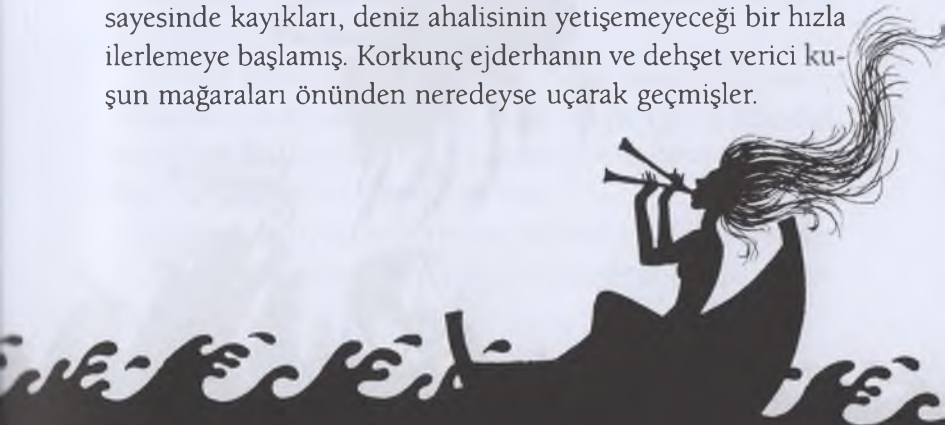 sayesinde kayıkları, deniz ahalisinin yetişemeyeceği bir hızla
ilerlemeye başlamış. Korkunç ejderhanın ve dehşet verici ku-
şun mağaraları önünden neredeyse uçarak geçmişler.